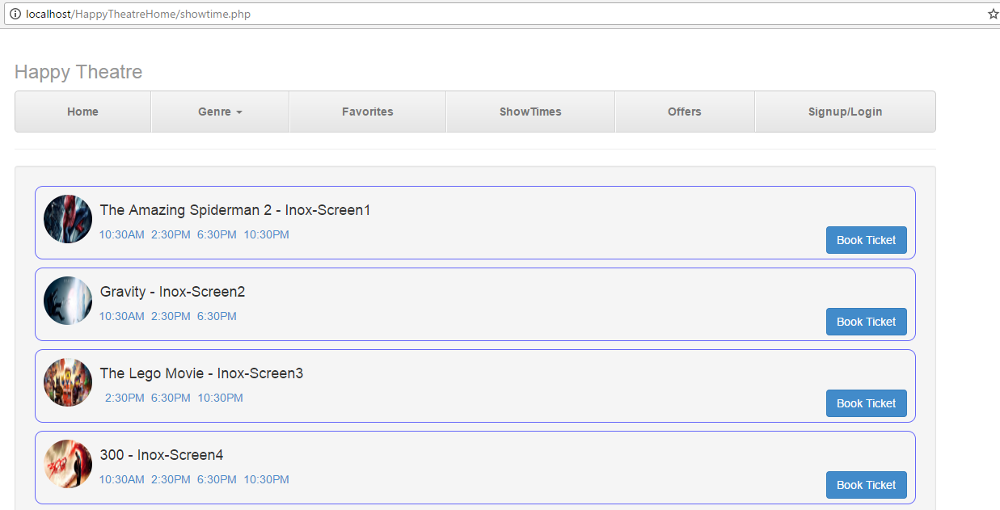 localhost/HappyTheatreHome/showtime.php
Happy Theatre
Home Genre Favorites ShowTimes Offers Signup/Login
The Amazing Spiderman 2 - Inox-Screen1
10:30AM 2:30PM 6:30PM 10:30PM
Book Ticket
Gravity - Inox-Screen2
10:30AM 2:30PM 6:30PM
Book Ticket
The Lego Movie - Inox-Screen3
2:30PM 6:30PM 10:30PM
Book Ticket
300 - Inox-Screen4
10:30AM 2:30PM 6:30PM 10:30PM
Book Ticket